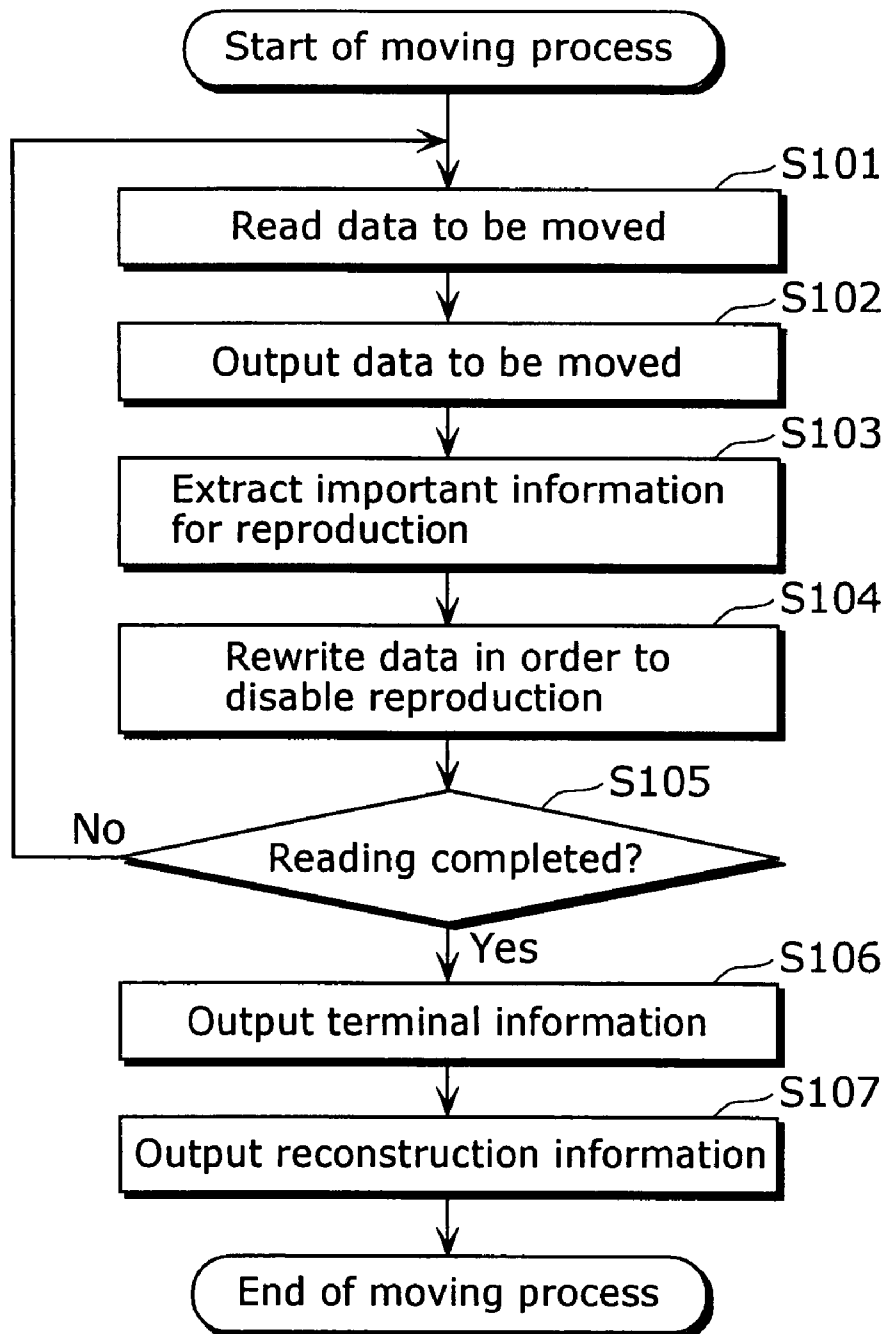 Start of moving process
S101
Read data to be moved
S102
Output data to be moved
S103
Extract important information
for reproduction
S104
Rewrite data in order to
disable reproduction
S105
No
Reading completed?
Yes
S106
Output terminal information
S107
Output reconstruction information
End of moving process